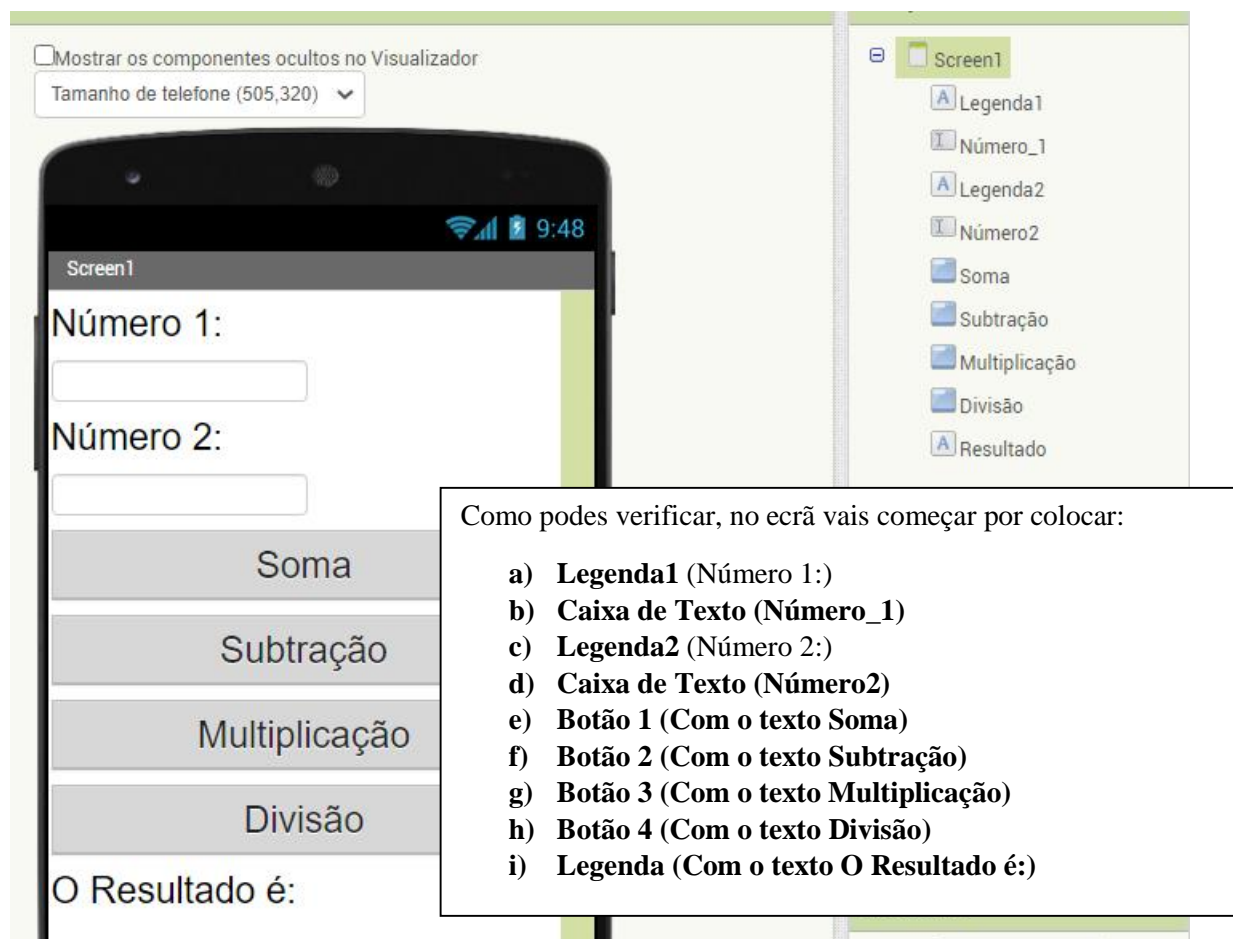 Mostrar os componentes ocultos no Visualizador
Tamanho de telefone (505,320)
9:48
Screen1
Número 1:
Número 2:
Soma
Subtração
Multiplicação
Divisão
O Resultado é:
Screen1
Legenda1
Número_1
Legenda2
Número2
Soma
Subtração
Multiplicação
Divisão
Resultado
Como podes verificar, no ecrã vais começar por colocar:
a) Legenda1 (Número 1:)
b) Caixa de Texto (Número_1)
c) Legenda2 (Número 2:)
d) Caixa de Texto (Número2)
e) Botão 1 (Com o texto Soma)
f) Botão 2 (Com o texto Subtração)
g) Botão 3 (Com o texto Multiplicação)
h) Botão 4 (Com o texto Divisão)
i) Legenda (Com o texto O Resultado é:)